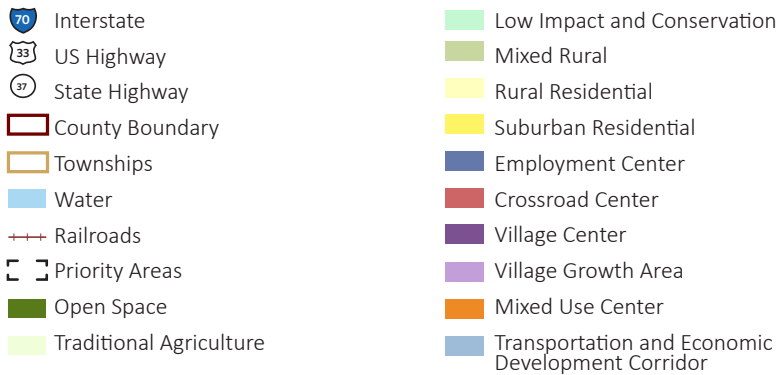 70 Interstate
33 US Highway
37 State Highway
County Boundary
Townships
Water
Railroads
Priority Areas
Open Space
Traditional Agriculture
Low Impact and Conservation
Mixed Rural
Rural Residential
Suburban Residential
Employment Center
Crossroad Center
Village Center
Village Growth Area
Mixed Use Center
Transportation and Economic
Development Corridor